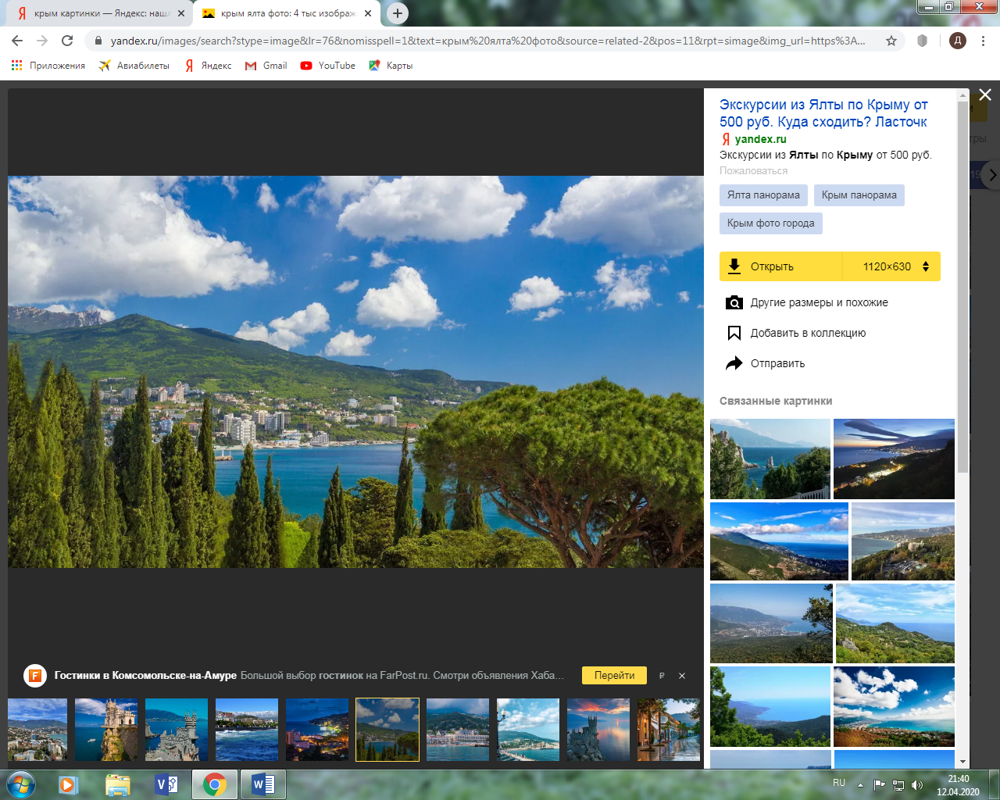 крым картинки — Яндекс: нашл
крым ялта фото: 4 тыс изображ
yandex.ru/images/search?stype=image&lr=76&nomisspell=1&text=крым%20ялта%20фото&source=related-2&pos=11&rpt=simage&img_url=https%3A...
Д
Приложения
Авиабилеты
Яндекс
Gmail
YouTube
Карты
Экскурсии из Ялты по Крыму от
500 руб. Куда сходить? Ласточк
yandex.ru
Экскурсии из Ялты по Крыму от 500 руб.
Пожаловаться
Ялта панорама
Крым панорама
Крым фото города
Открыть
1120×630
Другие размеры и похожие
Добавить в коллекцию
Отправить
Связанные картинки
Гостинки в Комсомольске-на-Амуре Большой выбор гостинок на FarPost.ru. Смотри объявления Хаба...
Перейти
RU
21:40
12.04.2020